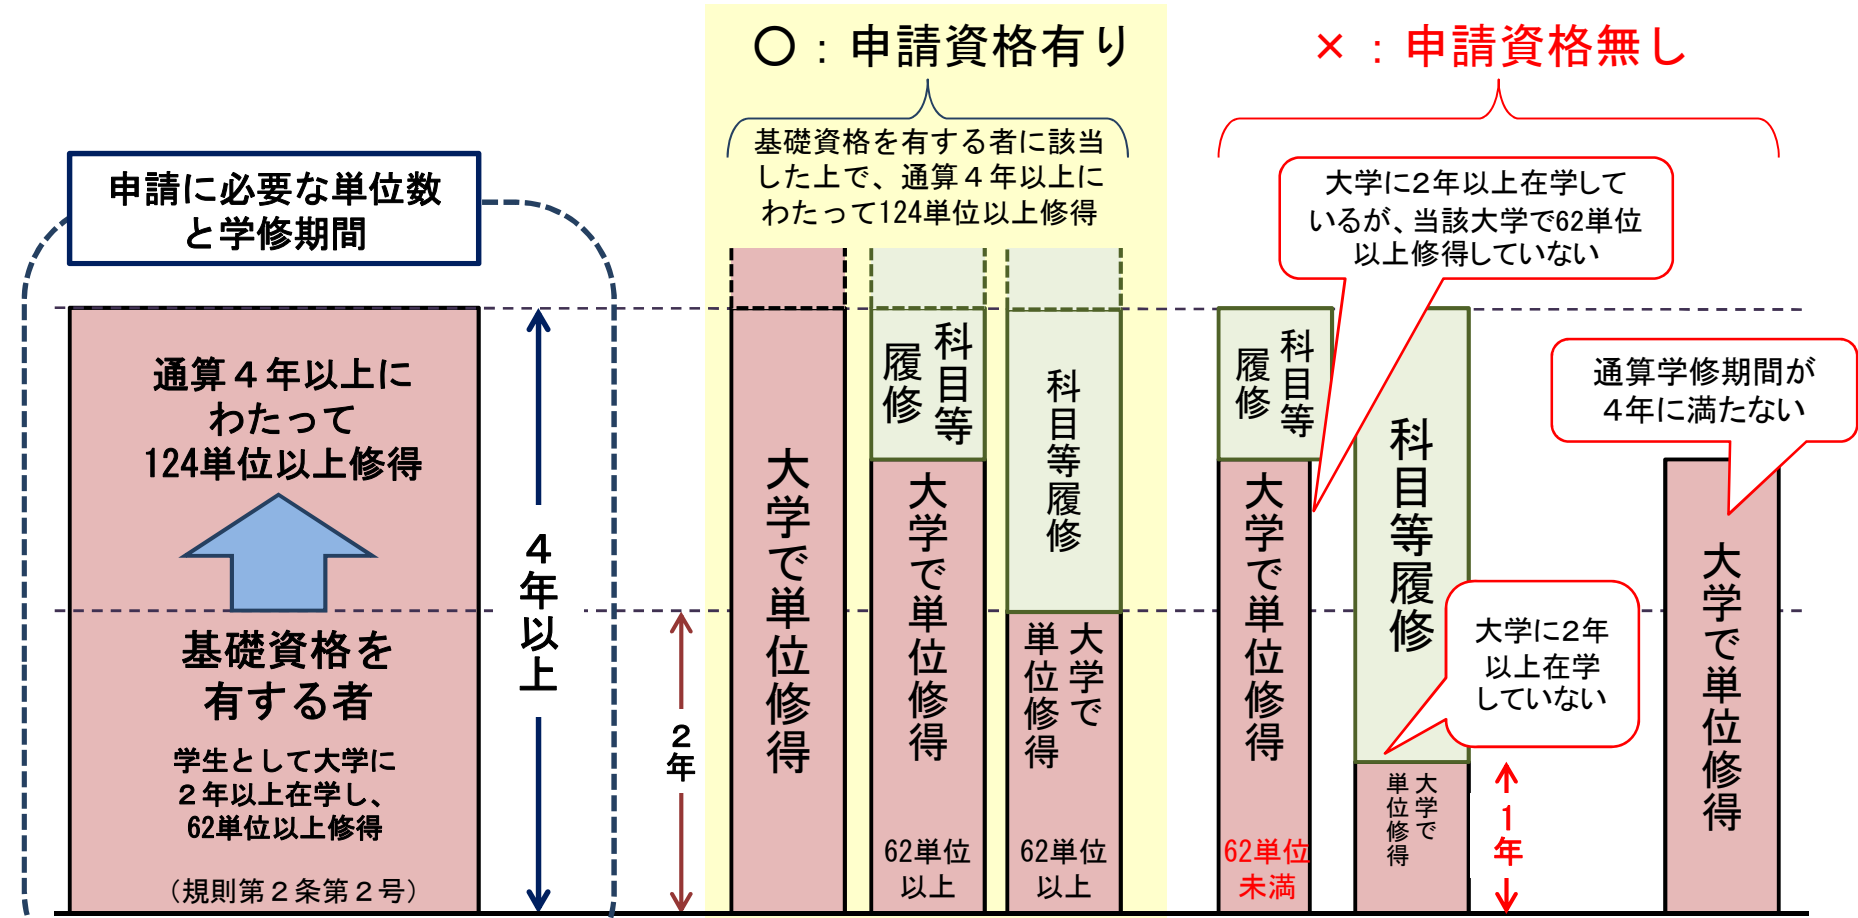 〇：申請資格有り
×：申請資格無し
申請に必要な単位数
と学修期間
基礎資格を有する者に該当
した上で、通算４年以上に
わたって124単位以上修得
大学に2年以上在学して
いるが、当該大学で62単位
以上修得していない
通算４年以上に
わたって
124単位以上修得
基礎資格を
有する者
学生として大学に
２年以上在学し、
62単位以上修得
（規則第２条第２号）
４年以上
２年
大学で単位修得
科目等
履修
大学で単位修得
62単位
以上
科目等履修
大学で
単位修得
62単位
以上
科目等
履修
大学で単位修得
62単位
未満
科目等履修
大学で
単位修得
大学に2年
以上在学
していない
1年
通算学修期間が
4年に満たない
大学で単位修得